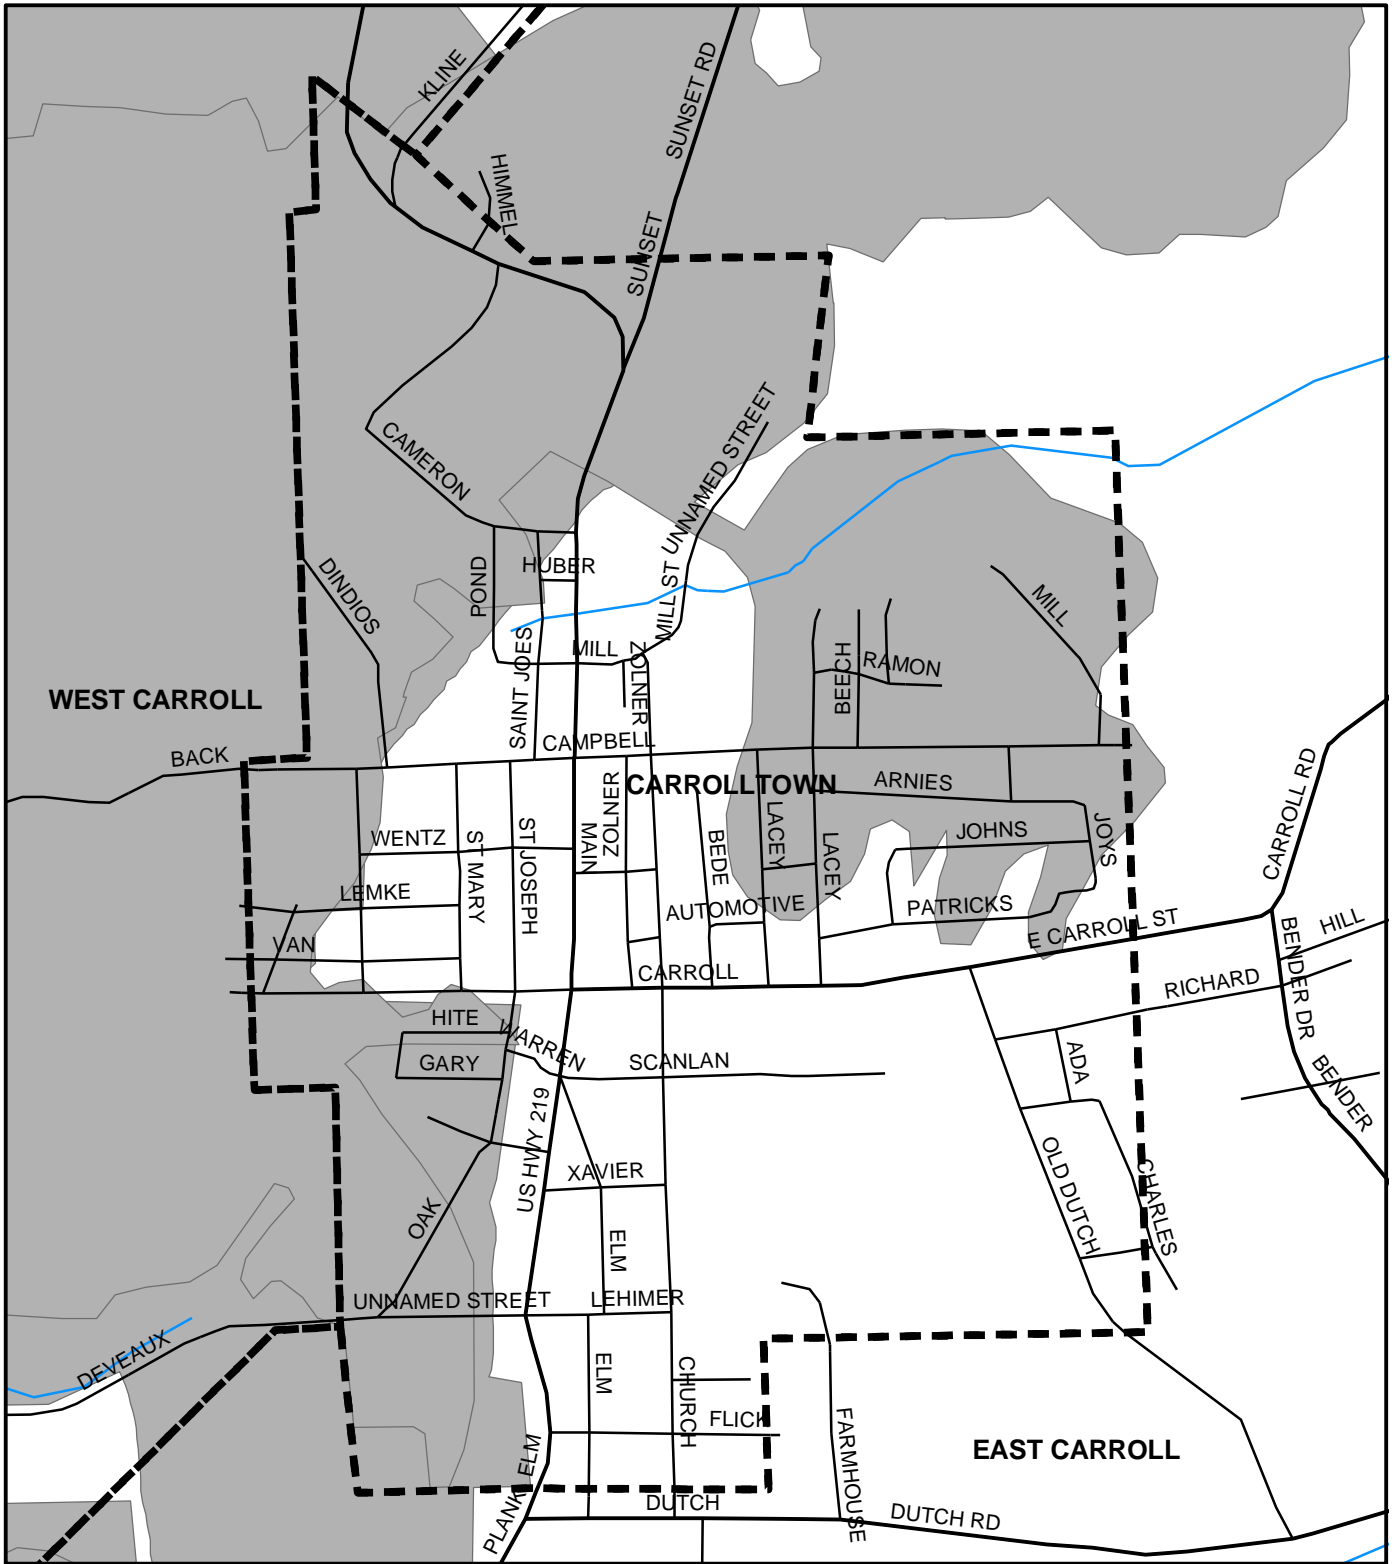 KLINE
SUNSET RD
HIMMEL
SUNSET
CAMERON
UNNAMED STREET
HUBER
POND
DINDIOS
MILL ST
MILL
SAINT JOES
MILL
ZOLNER
BEECH
RAMON
WEST CARROLL
BACK
CAMPBELL
CARROLLTOWN
ARNIES
CARROLL RD
WENTZ
ST MARY
ST JOSEPH
MAIN
ZOLNER
BEDE
LACEY
LACEY
JOHNS
JOYS
LEMKE
AUTOMOTIVE
PATRICKS
VAN
CARROLL
E CARROLL ST
HILL
BENDER DR
RICHARD
HITE
WARREN
GARY
SCANLAN
ADA
BENDER
US HWY 219
XAVIER
OLD DUTCH
CHARLES
OAK
ELM
UNNAMED STREET
LEHIMER
DEVEAUX
ELM
CHURCH
FLICK
FARMHOUSE
EAST CARROLL
ELM
PLANK
DUTCH
DUTCH RD